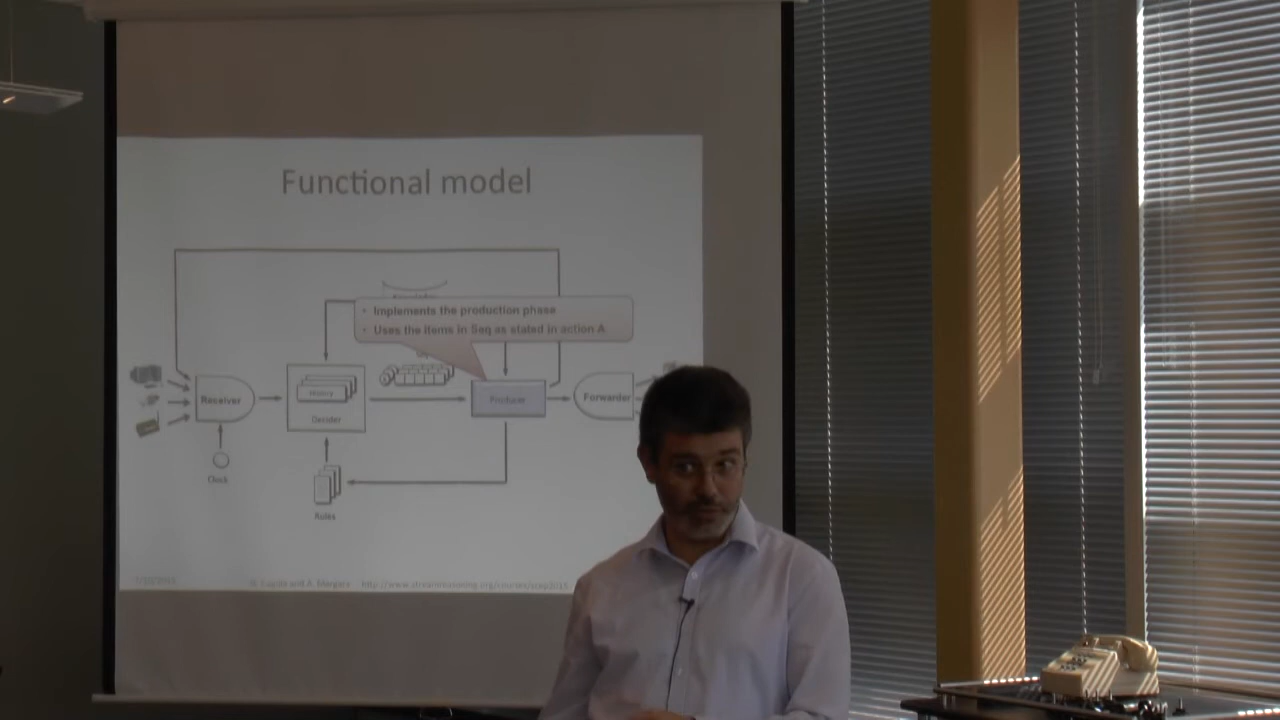 Functional model
• Implements the production phase
• Uses the items in Seq as stated in action A
Receiver
History
Decider
Producer
Forwarder
Clock
Rules